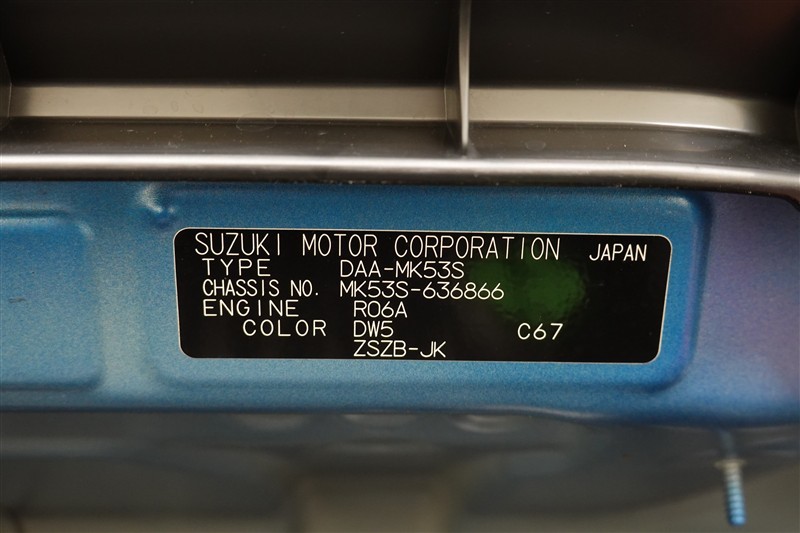 SUZUKI MOTOR CORPORATION JAPAN
TYPE DAA-MK53S
CHASSIS NO. MK53S-636866
ENGINE R06A
COLOR DW5 C67
ZSZB-JK